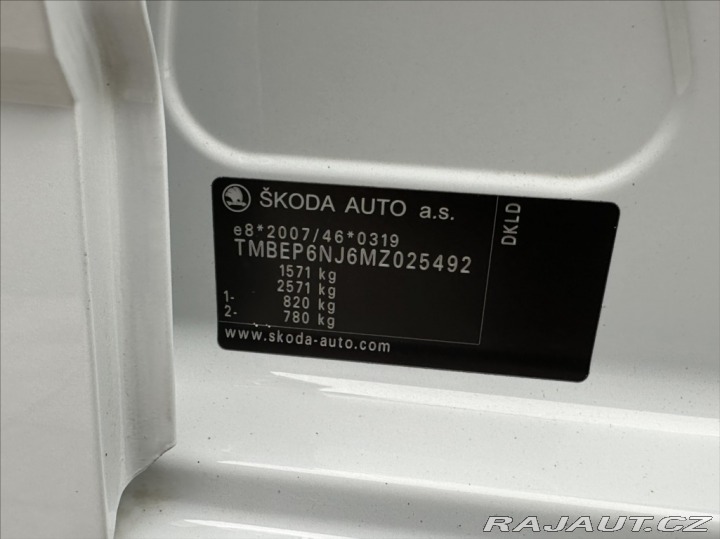 ŠKODA AUTO a.s.
DKLD
e8*2007/46*0319
TMBEP6NJ6MZ025492
1571 kg
2571 kg
1- 820 kg
2- 780 kg
www.skoda-auto.com
RAJAUT.CZ